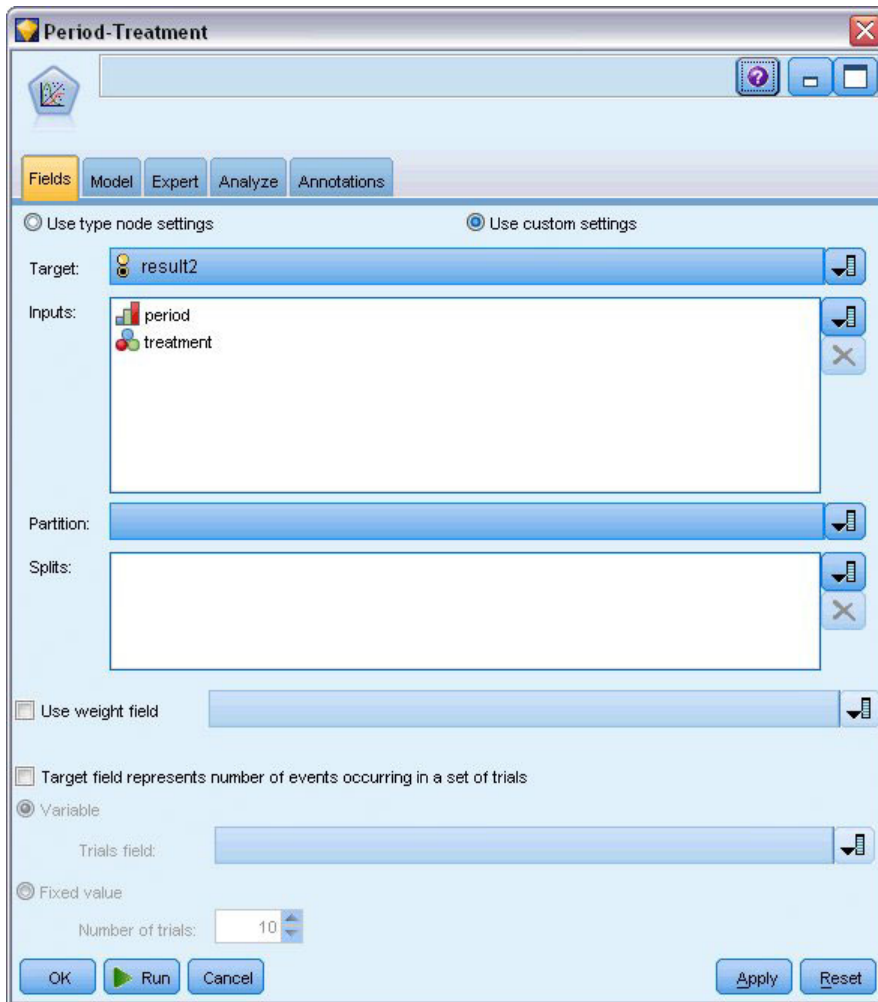 Period-Treatment
Fields Model Expert Analyze Annotations
Use type node settings Use custom settings
Target: result2
Inputs: period
treatment
Partition:
Splits:
Use weight field
Target field represents number of events occurring in a set of trials
Variable
Trials field:
Fixed value
Number of trials: 10
OK Run Cancel Apply Reset